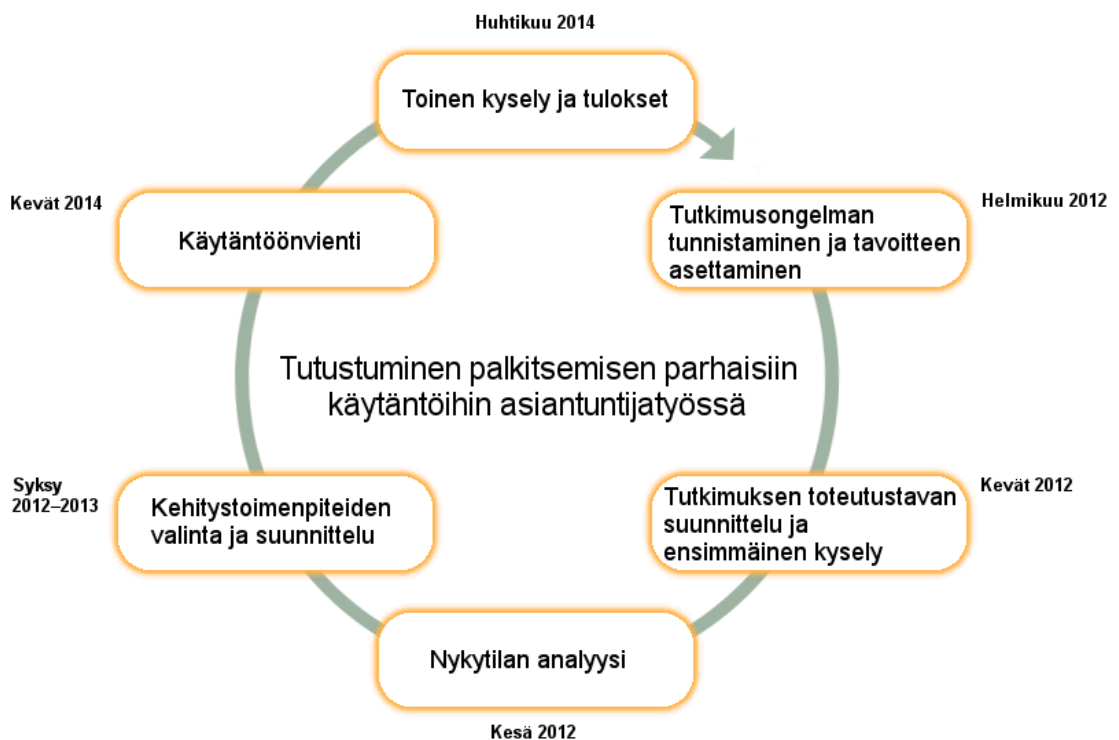 Huhtikuu 2014
Toinen kysely ja tulokset
Kevät 2014
Käytäntöönvienti
Helmikuu 2012
Tutkimusongelman
tunnistaminen ja tavoitteen
asettaminen
Tutustuminen palkitsemisen parhaisiin
käytäntöihin asiantuntijatyössä
Syksy
2012–2013
Kehitystoimenpiteiden
valinta ja suunnittelu
Kevät 2012
Tutkimuksen toteutustavan
suunnittelu ja
ensimmäinen kysely
Nykytilan analyysi
Kesä 2012